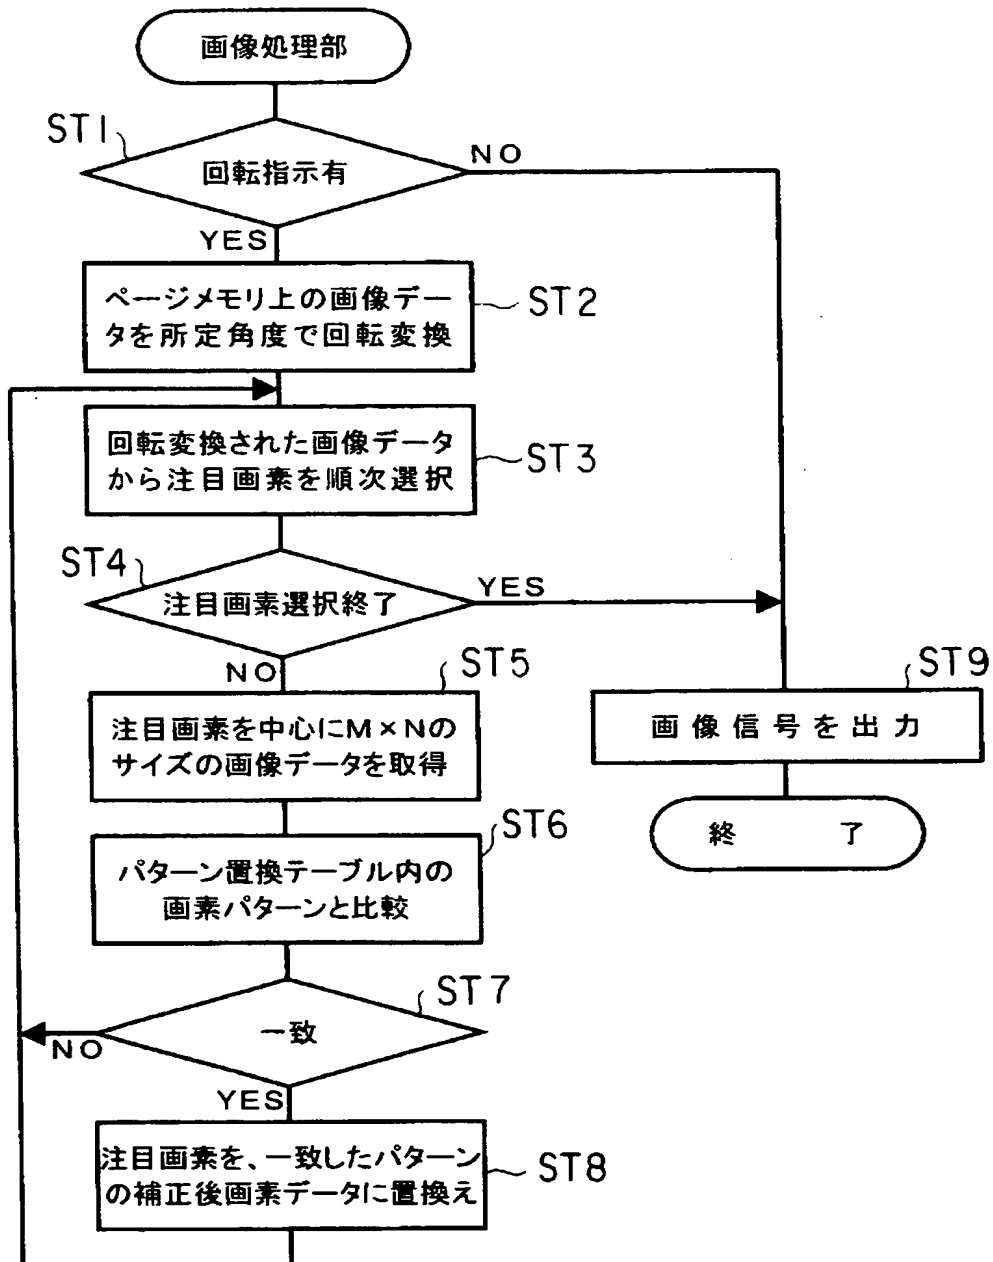 画像処理部
ST1
回転指示有
NO
YES
ページメモリ上の画像デー
タを所定角度で回転変換
ST2
回転変換された画像データ
から注目画素を順次選択
ST3
ST4
注目画素選択終了
YES
NO
ST5
注目画素を中心にM×Nの
サイズの画像データを取得
ST9
画像信号を出力
終了
ST6
パターン置換テーブル内の
画素パターンと比較
ST7
一致
NO
YES
注目画素を、一致したパターン
の補正後画素データに置換え
ST8